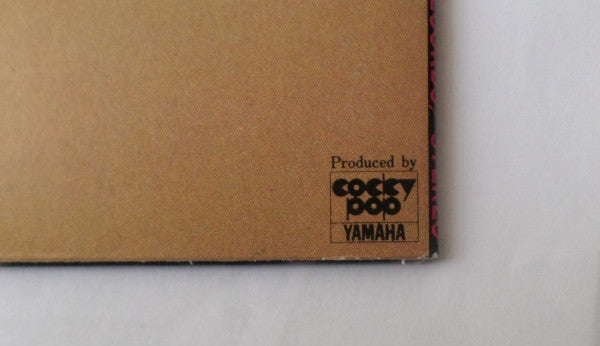 Produced by
cocky
pop
YAMAHA